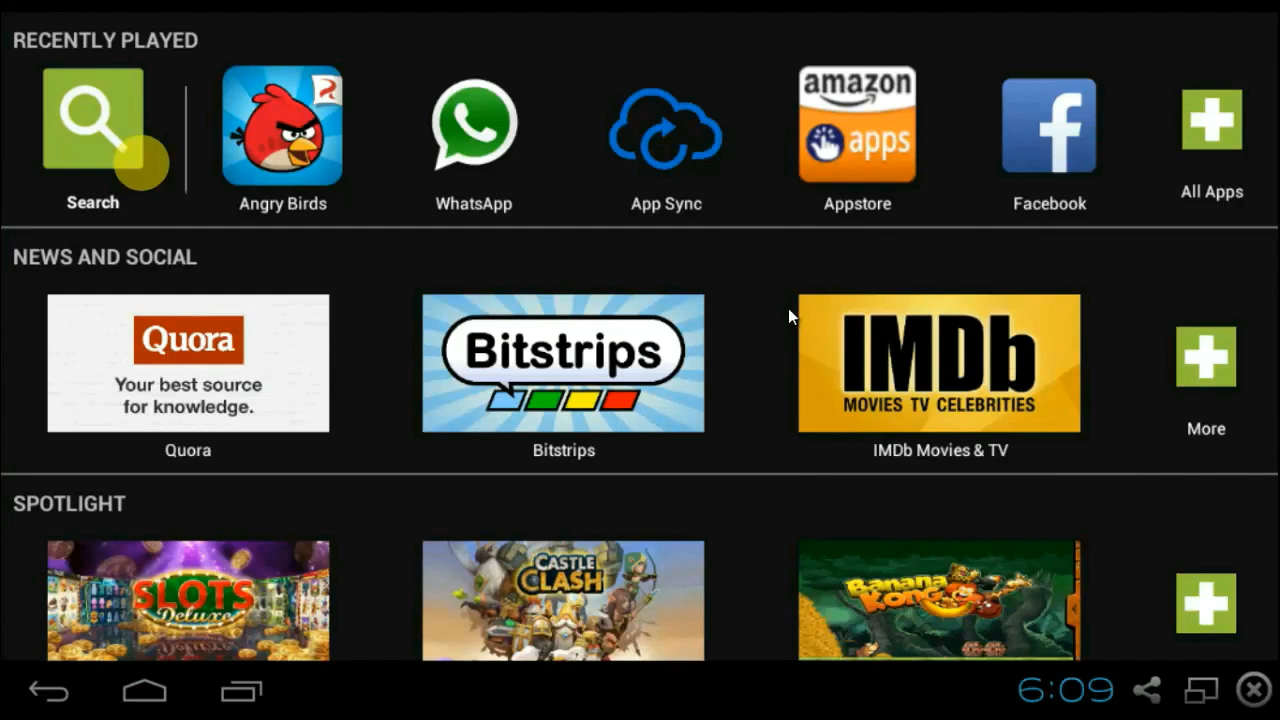 RECENTLY PLAYED
amazon
apps
f
Search
Angry Birds
WhatsApp
App Sync
Appstore
Facebook
All Apps
NEWS AND SOCIAL
Quora
Your best source
for knowledge.
Bitstrips
IMDb
MOVIES TV CELEBRITIES
Quora
Bitstrips
IMDb Movies & TV
More
SPOTLIGHT
SLOTS
Deluxe
CASTLE
CLASH
BANANA
KONG
6:09